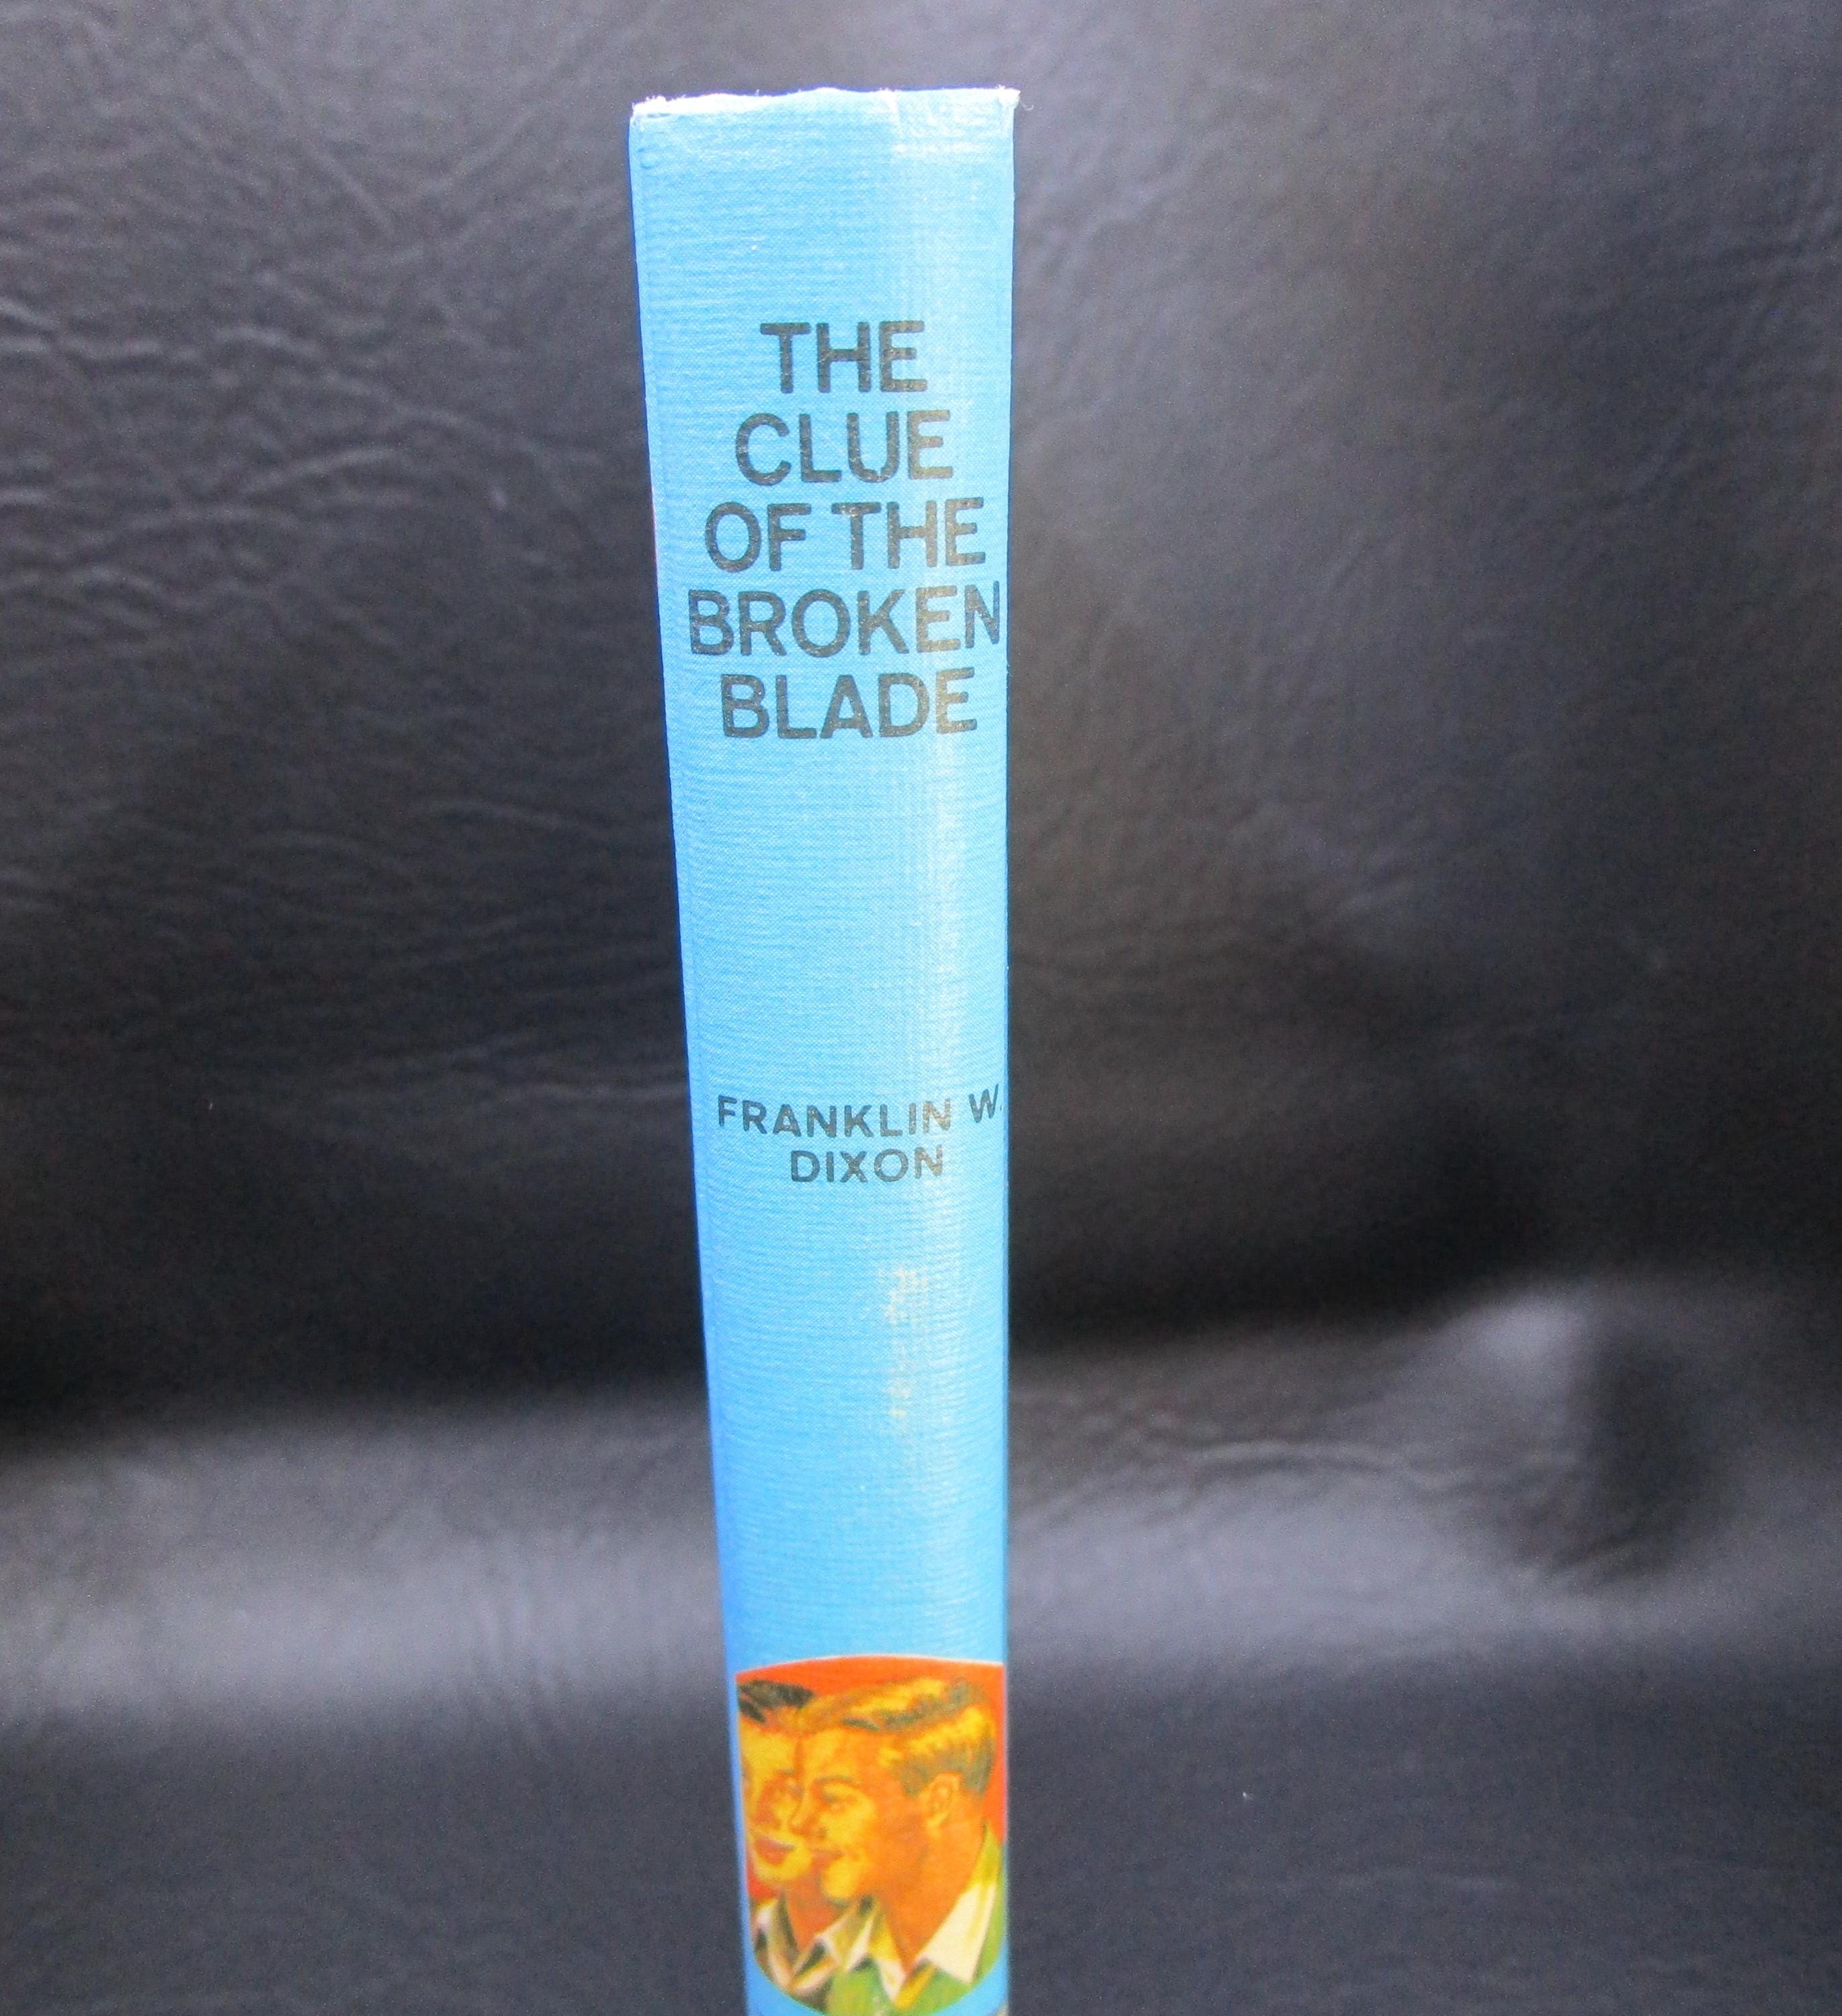 THE
CLUE
OF THE
BROKEN
BLADE
FRANKLIN W.
DIXON